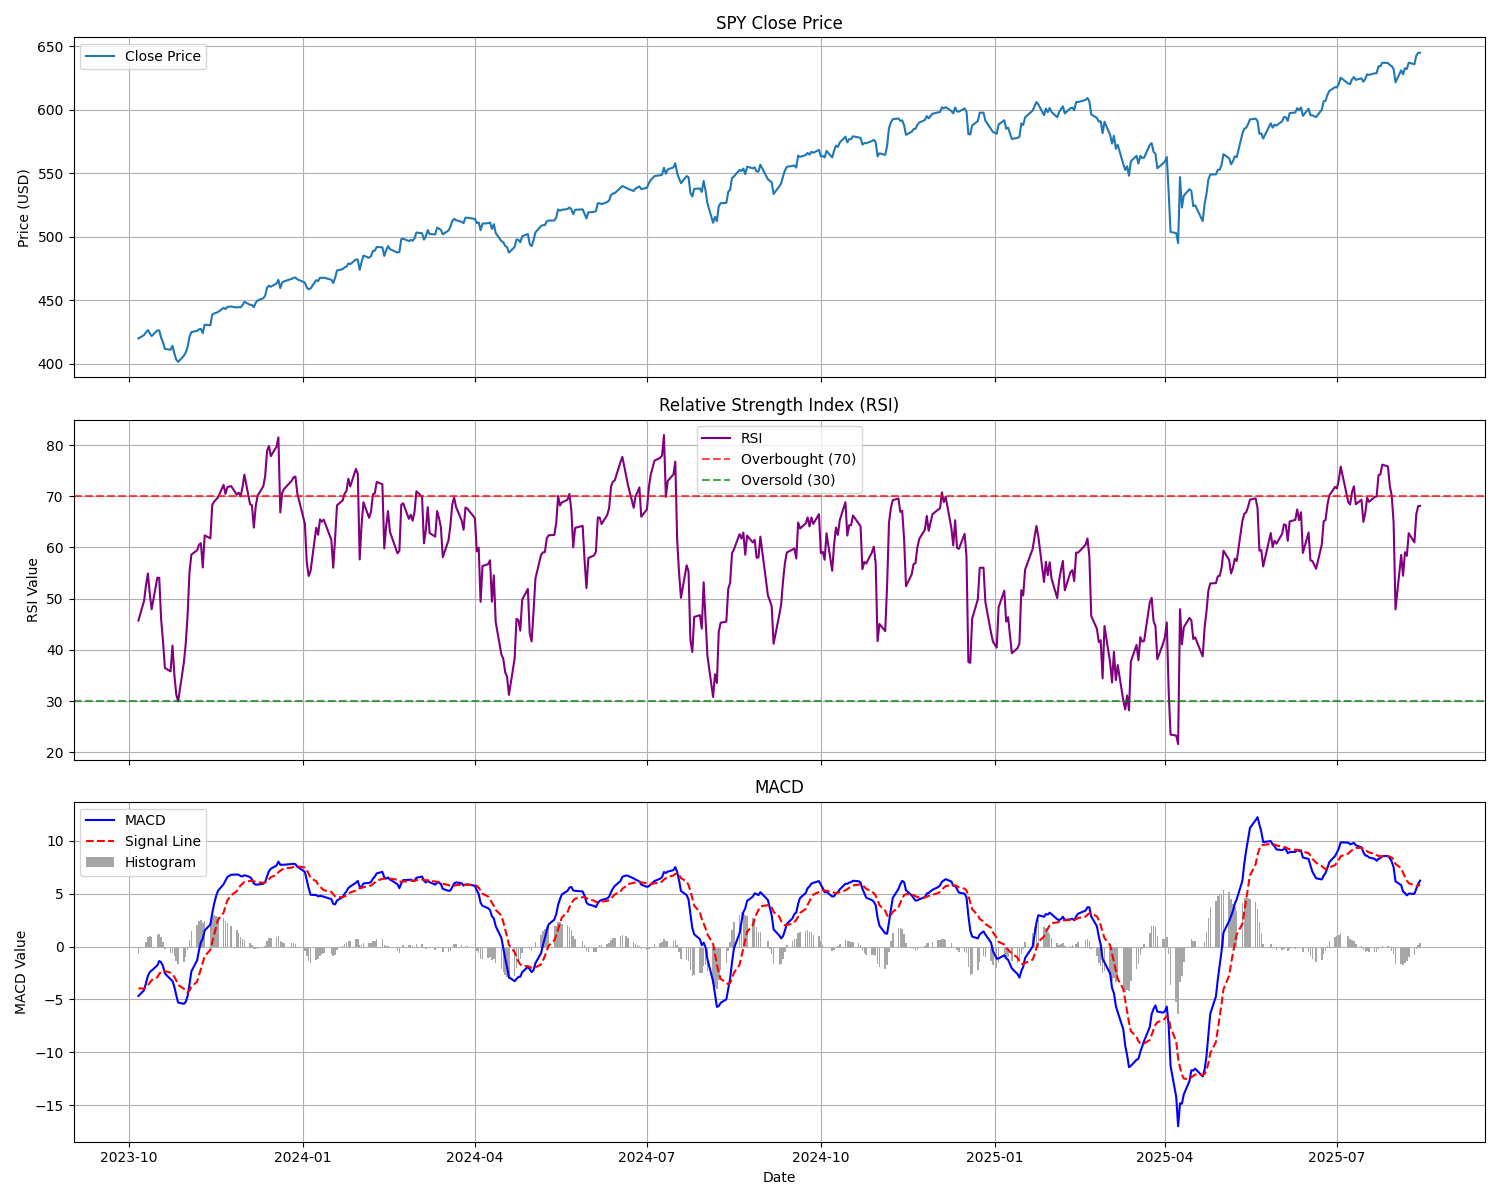 SPY Close Price
Close Price
650
600
550
500
450
400
Price (USD)
Relative Strength Index (RSI)
RSI
Overbought (70)
Oversold (30)
80
70
60
50
40
30
20
RSI Value
MACD
MACD
Signal Line
Histogram
10
5
0
−5
−10
−15
MACD Value
2023-10 2024-01 2024-04 2024-07 2024-10 2025-01 2025-04 2025-07
Date